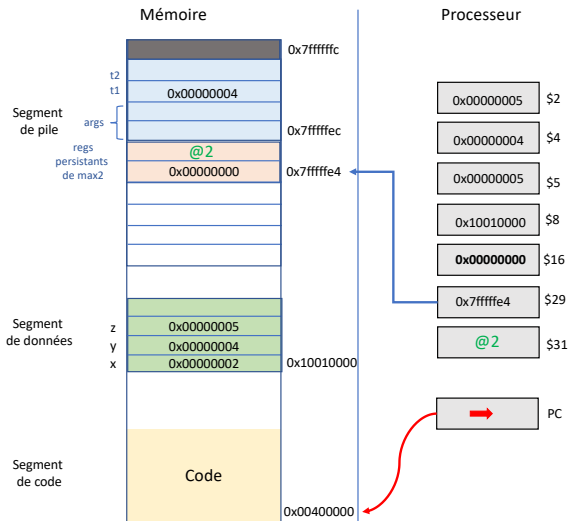 Mémoire
Processeur
0x7ffffffc
t2
t1
0x00000004
args
Segment
de pile
0x7fffffec
regs
persistants
de max2
@2
0x00000000
0x7fffffe4
0x00000005 $2
0x00000004 $4
0x00000005 $5
0x10010000 $8
0x00000000 $16
0x7fffffe4 $29
@2 $31
PC
Segment
de données
z 0x00000005
y 0x00000004
x 0x00000002
0x10010000
Segment
de code
Code
0x00400000